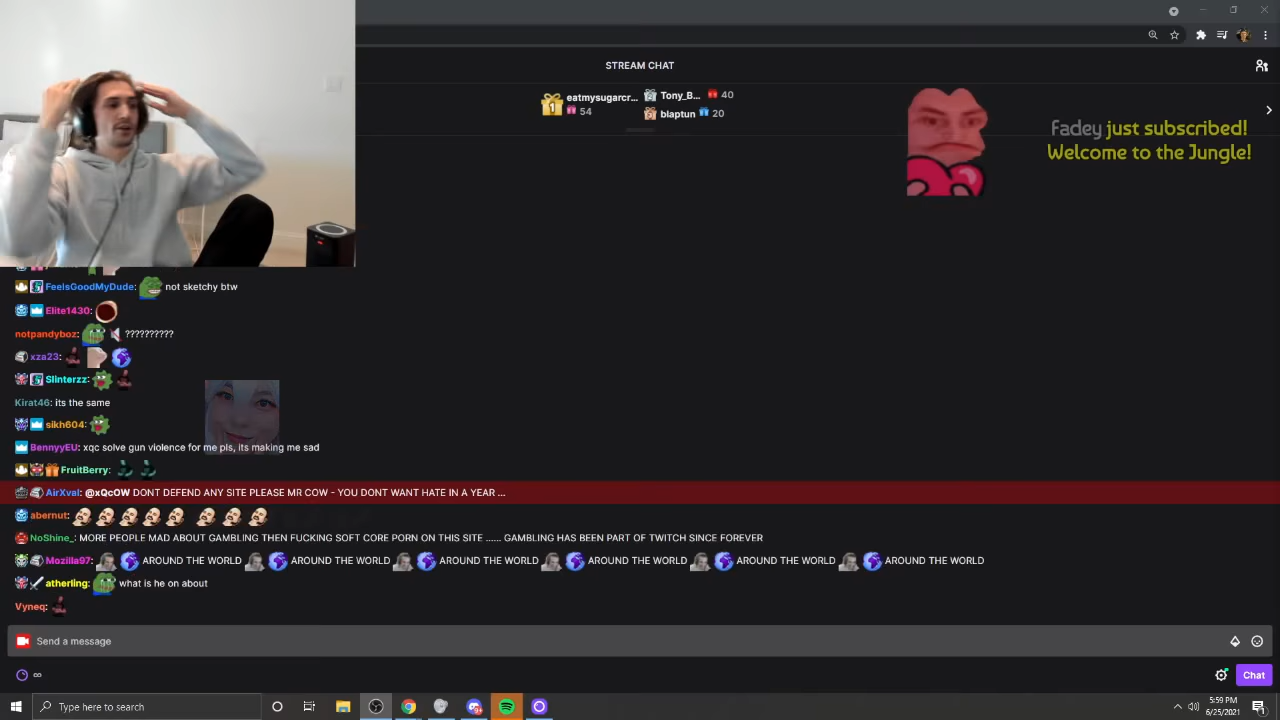 STREAM CHAT
eatmysugarcr...
54
Tony_B... 40
blaptun 20
1
Fadey just subscribed!
Welcome to the Jungle!
FeelsGoodMyDude: not sketchy btw
Elite1430:
notpandyboz: ??????????
xza23:
Slinterzz:
Kirat46: its the same
sikh604:
BennyyEU: xqc solve gun violence for me pls, its making me sad
FruitBerry:
AirXval: @xQcOW DONT DEFEND ANY SITE PLEASE MR COW - YOU DONT WANT HATE IN A YEAR ...
abernut:
NoShine_: MORE PEOPLE MAD ABOUT GAMBLING THEN FUCKING SOFT CORE PORN ON THIS SITE ...... GAMBLING HAS BEEN PART OF TWITCH SINCE FOREVER
Mozilla97: AROUND THE WORLD AROUND THE WORLD AROUND THE WORLD AROUND THE WORLD AROUND THE WORLD AROUND THE WORLD
atherling: what is he on about
Vyneq:
Send a message
∞
Chat
Type here to search
5:59 PM
6/25/2021